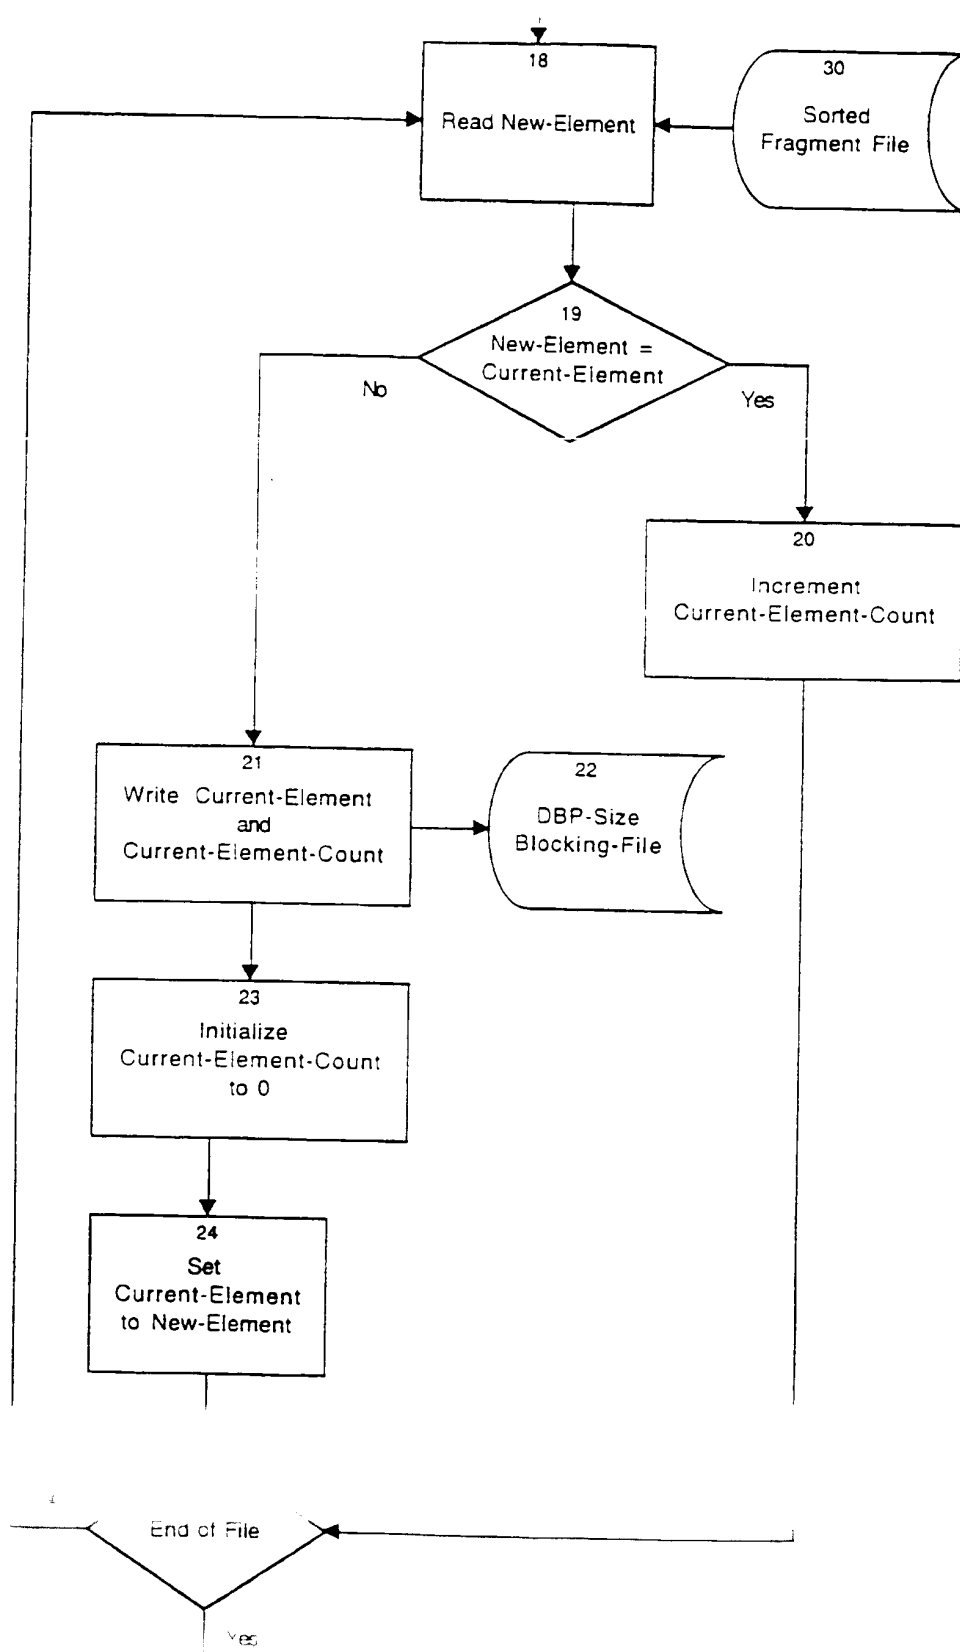 18
Read New-Element
30
Sorted
Fragment File
19
New-Element =
Current-Element
No
Yes
20
Increment
Current-Element-Count
21
Write Current-Element
and
Current-Element-Count
22
DBP-Size
Blocking-File
23
Initialize
Current-Element-Count
to 0
24
Set
Current-Element
to New-Element
End of File
Yes